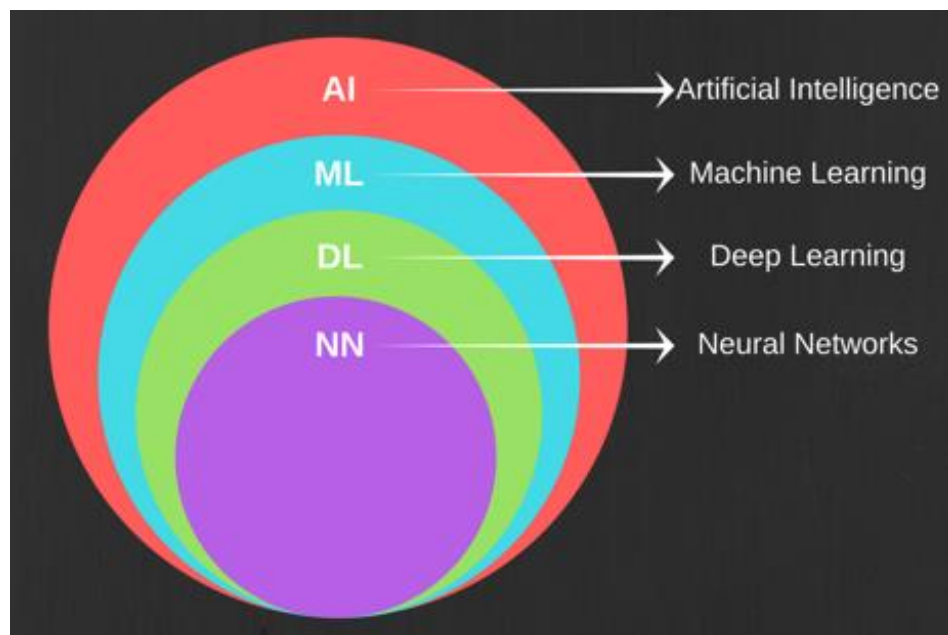 AI Artificial Intelligence
ML Machine Learning
DL Deep Learning
NN Neural Networks